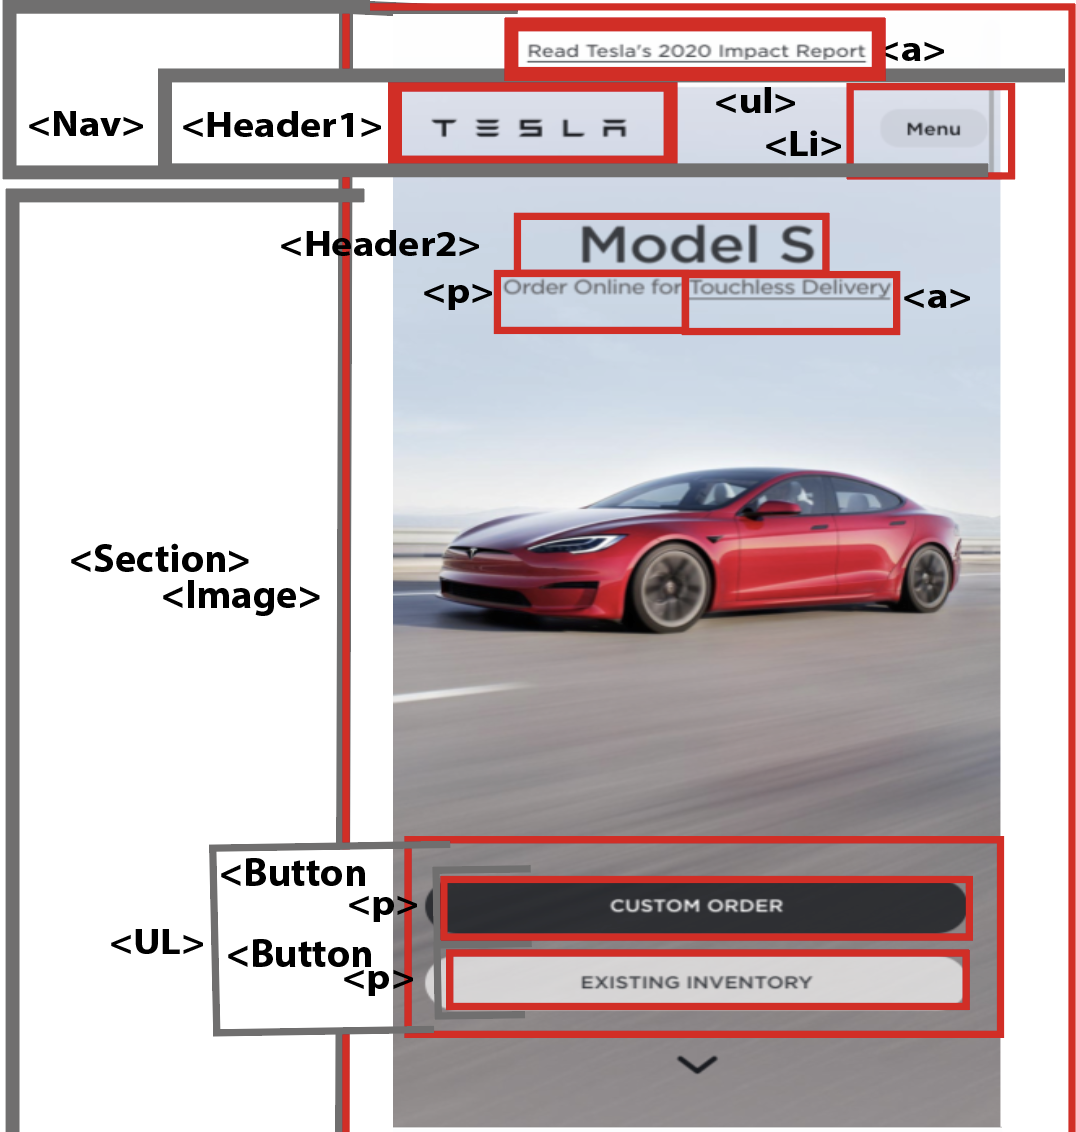 Read Tesla's 2020 Impact Report <a>
<Nav> <Header1> TESLA <ul> Menu
<Li>
<Header2> Model S
<p> Order Online for Touchless Delivery <a>
<Section>
<Image>
<Button
<p> CUSTOM ORDER
<UL>
<Button
<p> EXISTING INVENTORY